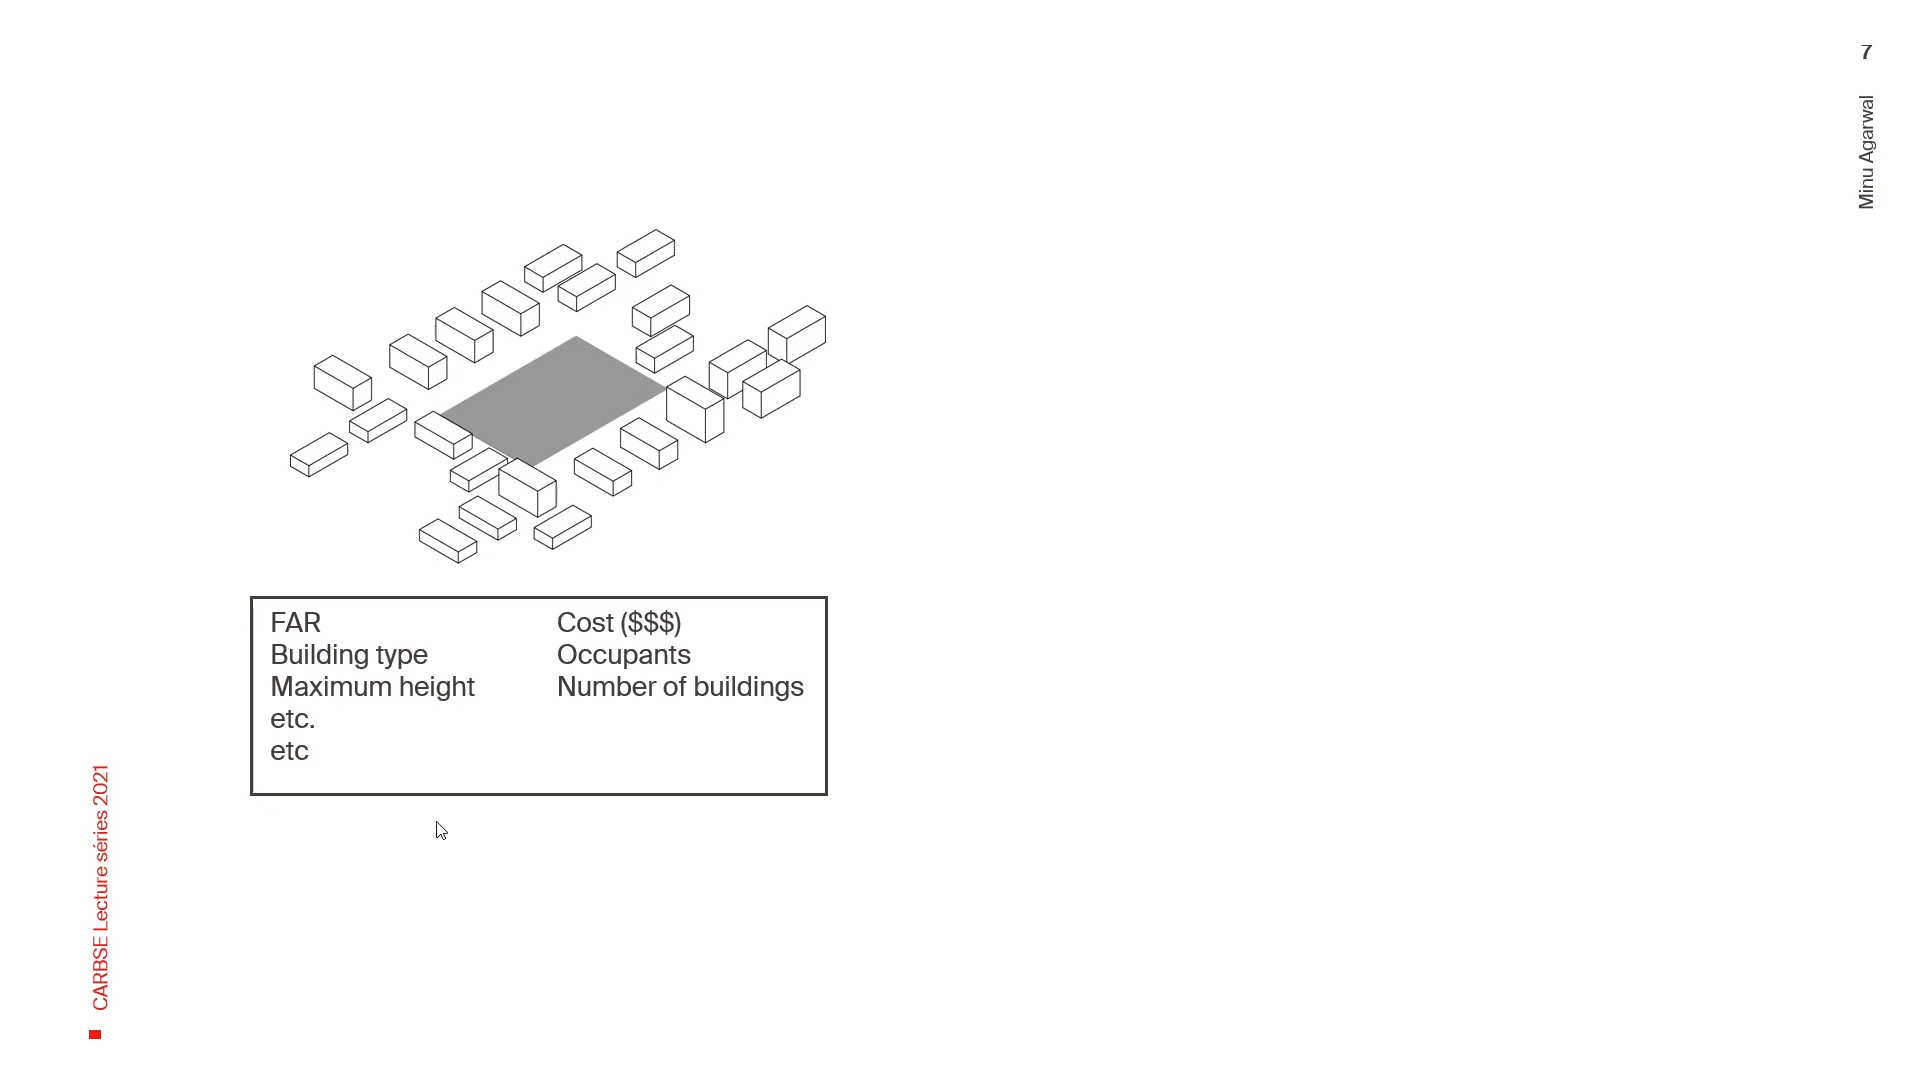 7
Minu Agarwal
FAR
Building type
Maximum height
etc.
etc
Cost ($$$)
Occupants
Number of buildings
CARBSE Lecture séries 2021